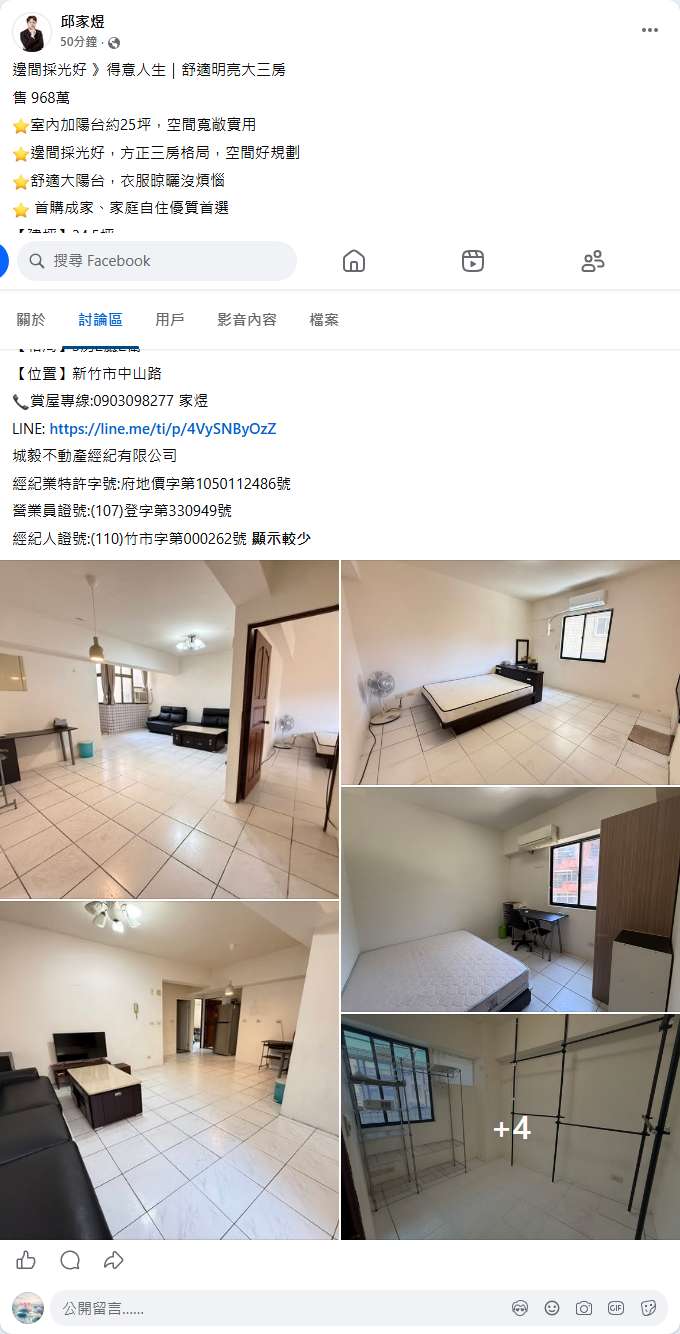 邱家煜
50分鐘
邊間採光好 》得意人生｜舒適明亮大三房
售 968萬
⭐室內加陽台約25坪，空間寬敞實用
⭐邊間採光好，方正三房格局，空間好規劃
⭐舒適大陽台，衣服晾曬沒煩惱
⭐ 首購成家、家庭自住優質首選
搜尋 Facebook
關於
討論區
用戶
影音內容
檔案
【位置】新竹市中山路
📞賞屋專線:0903098277 家煜
LINE: https://line.me/ti/p/4VySNByOzZ
城毅不動產經紀有限公司
經紀業特許字號:府地價字第1050112486號
營業員證號:(107)登字第330949號
經紀人證號:(110)竹市字第000262號 顯示較少
+4
公開留言......
GIF